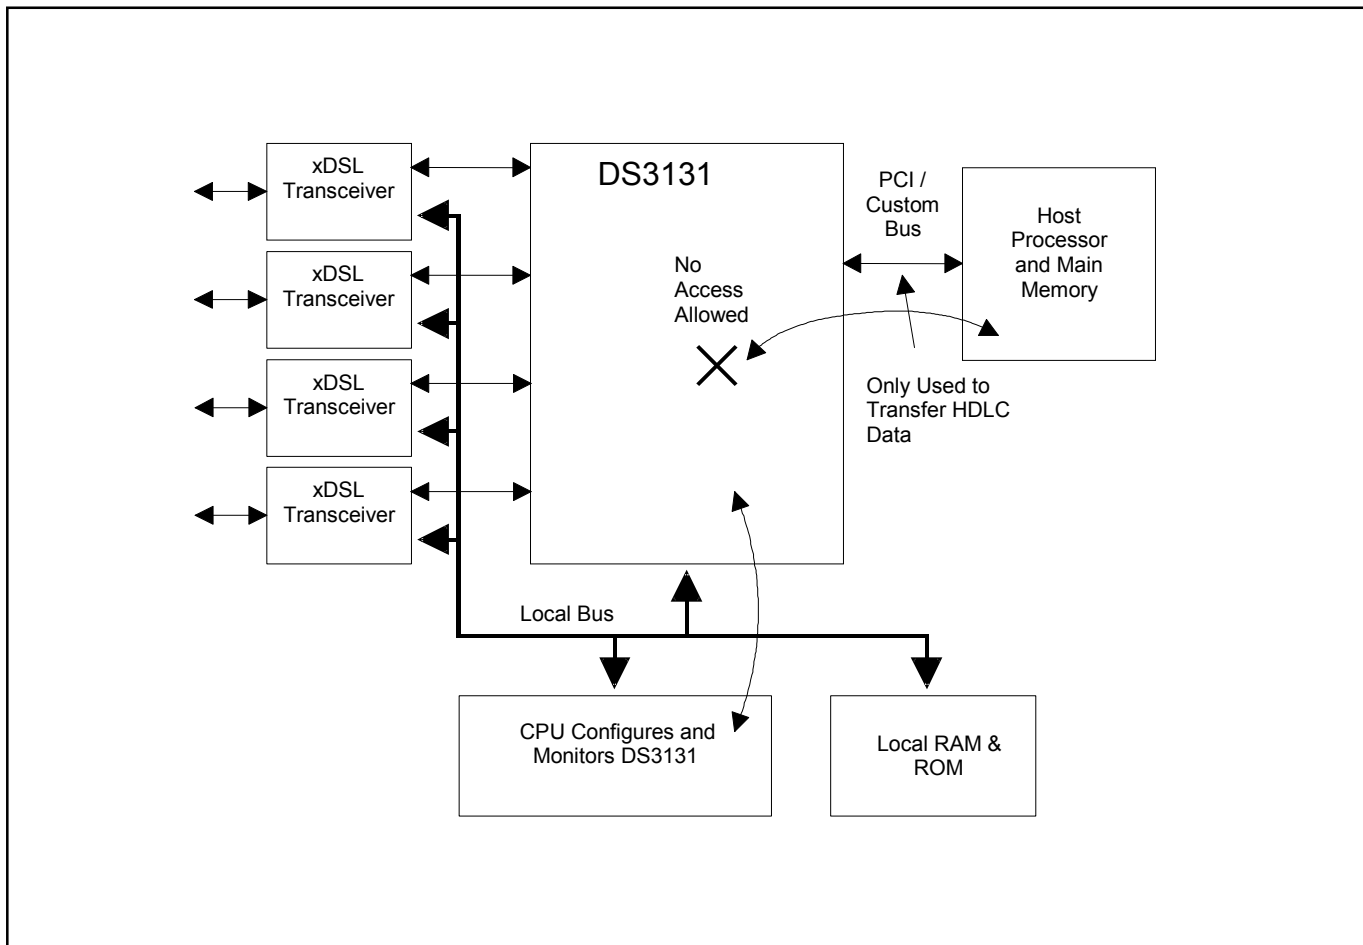 xDSL
Transceiver
DS3131
PCI /
Custom
Bus
Host
Processor
and Main
Memory
xDSL
Transceiver
No
Access
Allowed
xDSL
Transceiver
Only Used to
Transfer HDLC
Data
xDSL
Transceiver
Local Bus
CPU Configures and
Monitors DS3131
Local RAM &
ROM